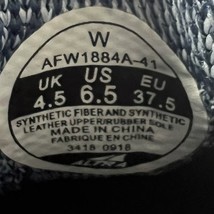 W
AFW1884A-41
UK US EU
4.5 6.5 37.5
SYNTHETIC FIBER AND SYNTHETIC
LEATHER UPPER/RUBBER SOLE
MADE IN CHINA
FABRIQUE EN CHINE
3418 0918
ALTRA